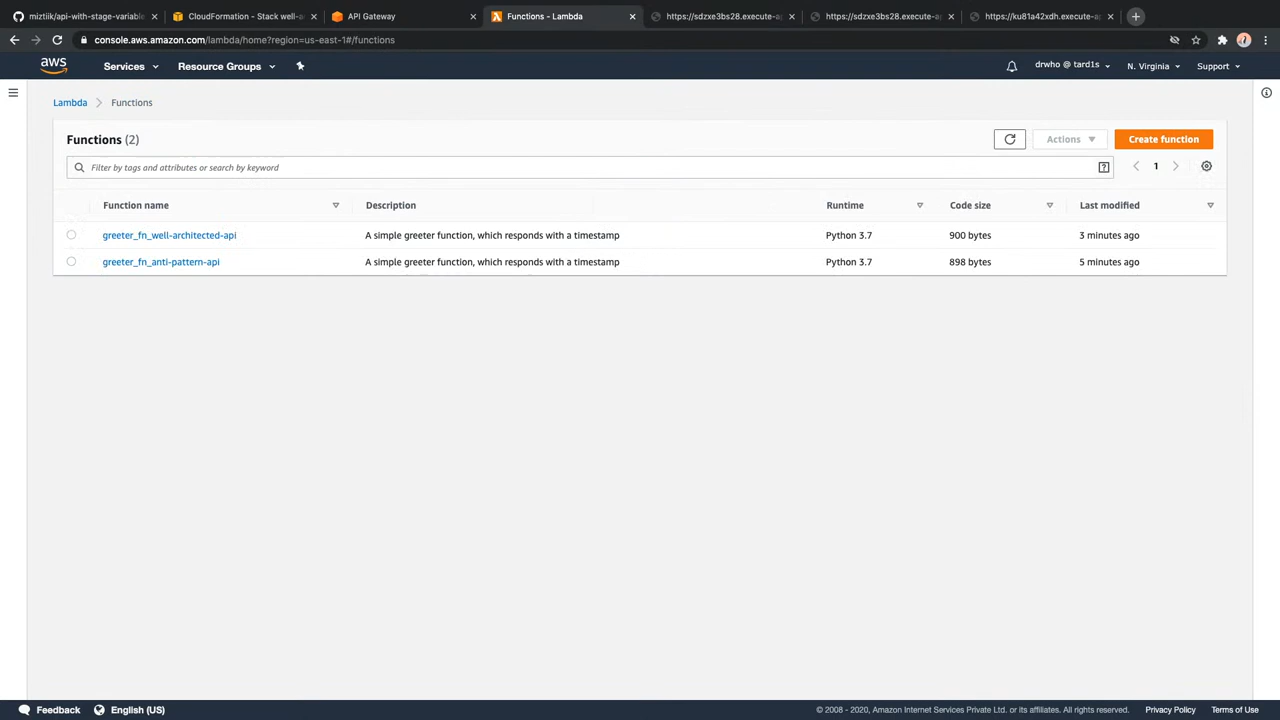 miztiik/api-with-stage-variable
CloudFormation - Stack well-a
API Gateway
Functions - Lambda
https://sdzxe3bs28.execute-ap
https://sdzxe3bs28.execute-ap
https://ku81a42xdh.execute-ap
console.aws.amazon.com/lambda/home?region=us-east-1#/functions
aws
Services
Resource Groups
drwho @ tard1s
N. Virginia
Support
Lambda
Functions
Functions (2)
Actions
Create function
Filter by tags and attributes or search by keyword
1
Function name
Description
Runtime
Code size
Last modified
greeter_fn_well-architected-api
A simple greeter function, which responds with a timestamp
Python 3.7
900 bytes
3 minutes ago
greeter_fn_anti-pattern-api
A simple greeter function, which responds with a timestamp
Python 3.7
898 bytes
5 minutes ago
Feedback
English (US)
© 2008 - 2020, Amazon Internet Services Private Ltd. or its affiliates. All rights reserved.
Privacy Policy
Terms of Use